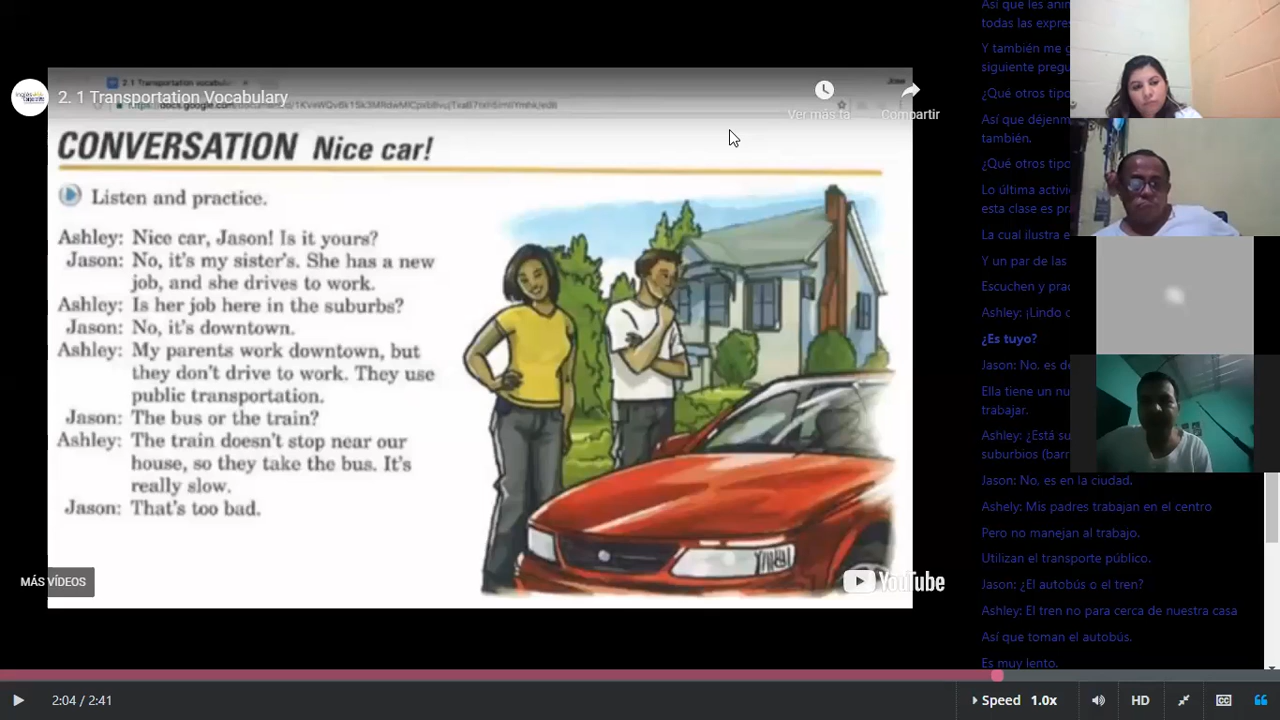 2. 1 Transportation Vocabulary
Ver más ta
Compartir
CONVERSATION Nice car!
Listen and practice.
Ashley: Nice car, Jason! Is it yours?
Jason: No, it's my sister's. She has a new
job, and she drives to work.
Ashley: Is her job here in the suburbs?
Jason: No, it's downtown.
Ashley: My parents work downtown, but
they don't drive to work. They use
public transportation.
Jason: The bus or the train?
Ashley: The train doesn't stop near our
house, so they take the bus. It's
really slow.
Jason: That's too bad.
MÁS VÍDEOS
YouTube
Así que les anim
todas las expres
Y también me g
siguiente pregu
¿Qué otros tipo
Así que déjenm
también.
¿Qué otros tipo
Lo última activi
esta clase es pra
La cual ilustra e
Y un par de las
Escuchen y prac
Ashley: ¡Lindo c
¿Es tuyo?
Jason: No, es de
Ella tiene un nu
trabajar.
Ashley: ¿Está su
suburbios (barr
Jason: No, es en la ciudad.
Ashely: Mis padres trabajan en el centro
Pero no manejan al trabajo.
Utilizan el transporte público.
Jason: ¿El autobús o el tren?
Ashley: El tren no para cerca de nuestra casa
Así que toman el autobús.
Es muy lento.
2:04 / 2:41
Speed 1.0x
HD
CC